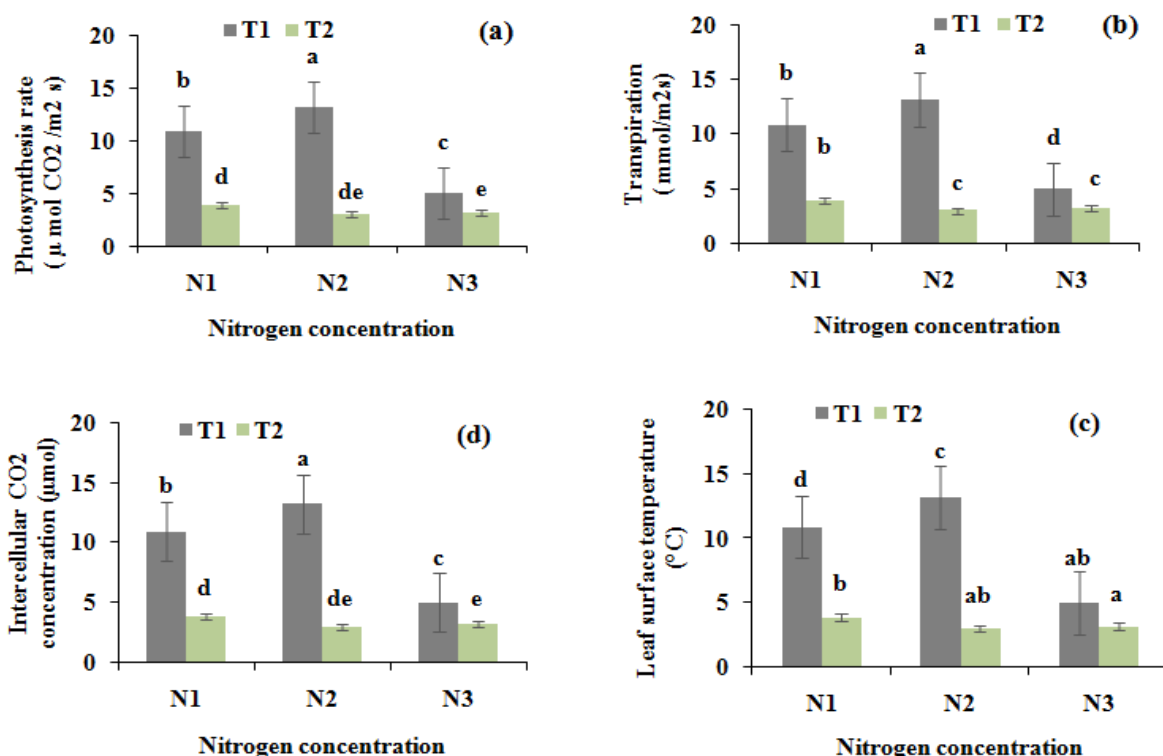 T1 T2 (a)
Photosynthesis rate
( µ mol CO2 /m2 s)
20
15
10
5
0
b
d
a
de
c
e
N1 N2 N3
Nitrogen concentration
T1 T2 (b)
Transpiration
(mmol/m2s)
20
15
10
5
0
b
b
a
c
d
c
N1 N2 N3
Nitrogen concentration
T1 T2 (d)
Intercellular CO2
concentration (µmol)
20
15
10
5
0
b
d
a
de
c
e
N1 N2 N3
Nitrogen concentration
T1 T2 (c)
Leaf surface temperature
(°C)
20
15
10
5
0
d
b
c
ab
ab
a
N1 N2 N3
Nitrogen concentration